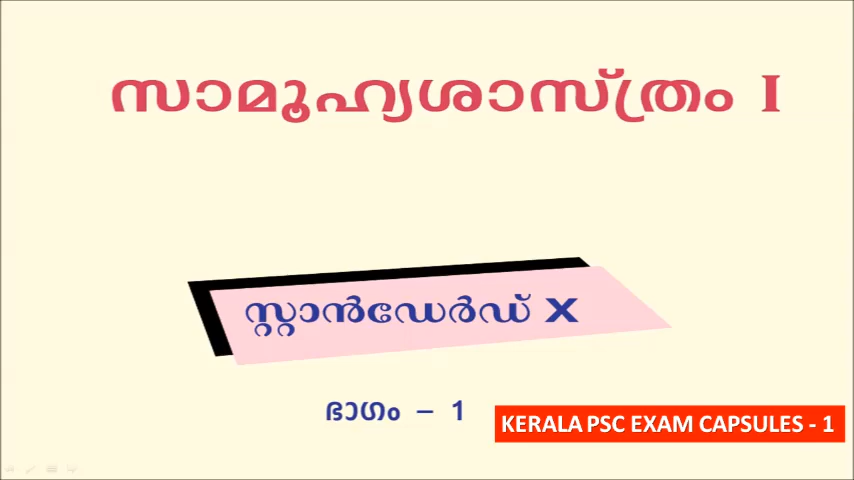 സാമൂഹ്യശാസ്ത്രം I
സ്റ്റാൻഡേർഡ് X
ഭാഗം – 1
KERALA PSC EXAM CAPSULES - 1